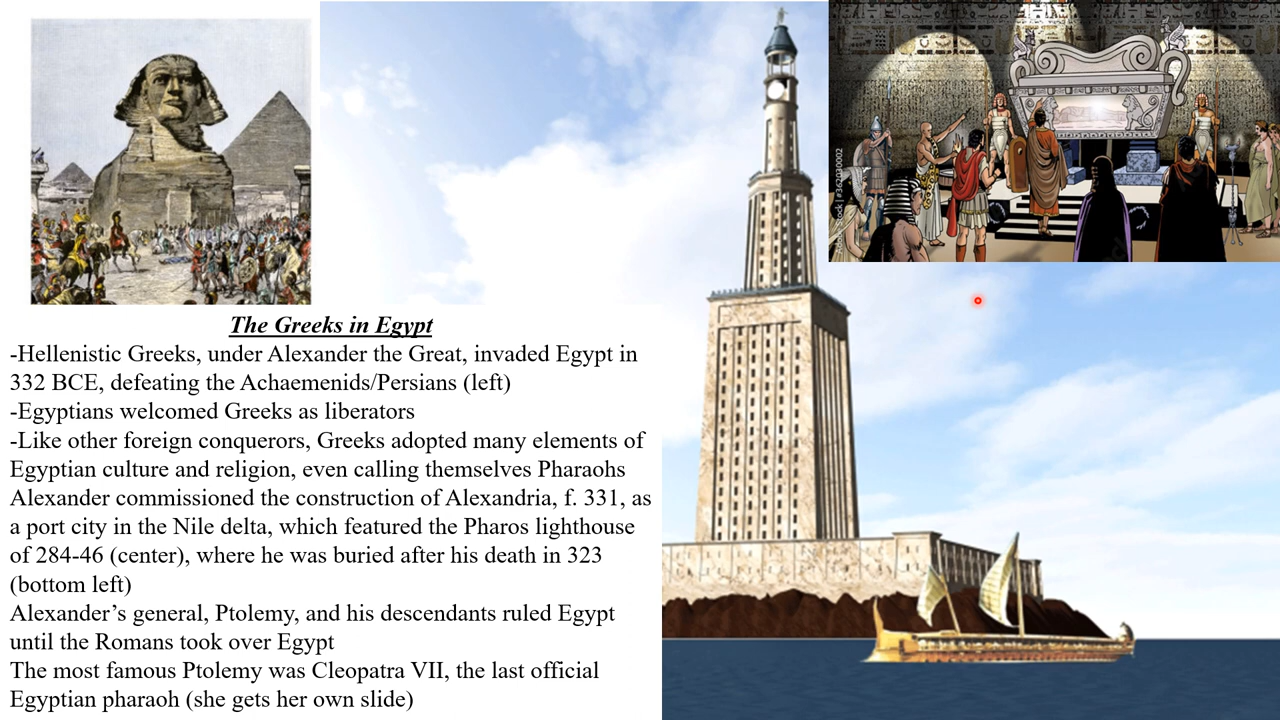 The Greeks in Egypt
-Hellenistic Greeks, under Alexander the Great, invaded Egypt in
332 BCE, defeating the Achaemenids/Persians (left)
-Egyptians welcomed Greeks as liberators
-Like other foreign conquerors, Greeks adopted many elements of
Egyptian culture and religion, even calling themselves Pharaohs
Alexander commissioned the construction of Alexandria, f. 331, as
a port city in the Nile delta, which featured the Pharos lighthouse
of 284-46 (center), where he was buried after his death in 323
(bottom left)
Alexander’s general, Ptolemy, and his descendants ruled Egypt
until the Romans took over Egypt
The most famous Ptolemy was Cleopatra VII, the last official
Egyptian pharaoh (she gets her own slide)